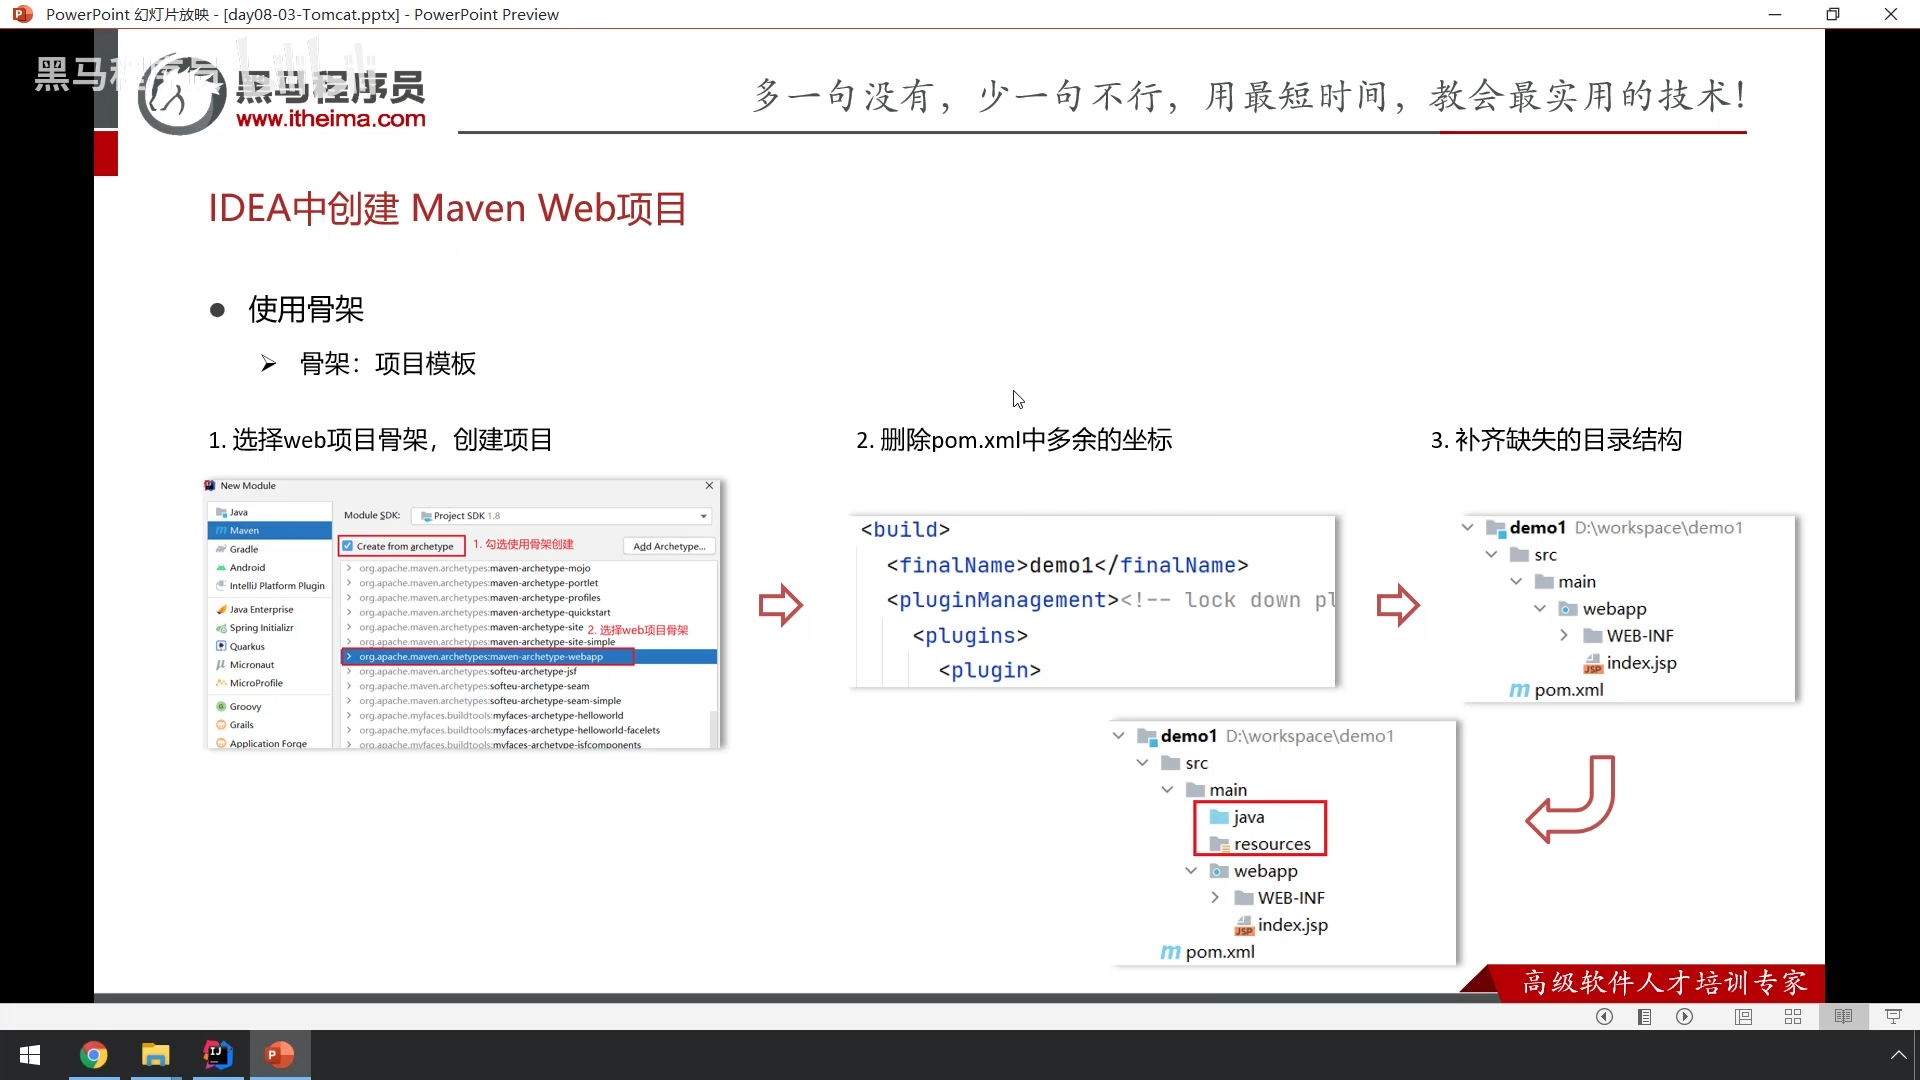 PowerPoint 幻灯片放映 - [day08-03-Tomcat.pptx] - PowerPoint Preview
黑马程序员
www.itheima.com
多一句没有，少一句不行，用最短时间，教会最实用的技术！
IDEA中创建 Maven Web项目
● 使用骨架
➢ 骨架：项目模板
1. 选择web项目骨架，创建项目
New Module
Java
Maven
Gradle
Android
IntelliJ Platform Plugin
Java Enterprise
Spring Initializr
Quarkus
Micronaut
MicroProfile
Groovy
Grails
Application Forge
Module SDK: Project SDK 1.8
Create from archetype
1. 勾选使用骨架创建
Add Archetype...
org.apache.maven.archetypes:maven-archetype-mojo
org.apache.maven.archetypes:maven-archetype-portlet
org.apache.maven.archetypes:maven-archetype-profiles
org.apache.maven.archetypes:maven-archetype-quickstart
org.apache.maven.archetypes:maven-archetype-site
2. 选择web项目骨架
org.apache.maven.archetypes:maven-archetype-site-simple
org.apache.maven.archetypes:maven-archetype-webapp
org.apache.maven.archetypes:softeu-archetype-jsf
org.apache.maven.archetypes:softeu-archetype-seam
org.apache.maven.archetypes:softeu-archetype-seam-simple
org.apache.myfaces.buildtools:myfaces-archetype-helloworld
org.apache.myfaces.buildtools:myfaces-archetype-helloworld-facelets
org.apache.myfaces.buildtools:myfaces-archetype-jsfcomponents
2. 删除pom.xml中多余的坐标
<build>
<finalName>demo1</finalName>
<pluginManagement><!-- lock down pl
<plugins>
<plugin>
3. 补齐缺失的目录结构
demo1 D:\workspace\demo1
src
main
webapp
WEB-INF
index.jsp
pom.xml
demo1 D:\workspace\demo1
src
main
java
resources
webapp
WEB-INF
index.jsp
pom.xml
高级软件人才培训专家